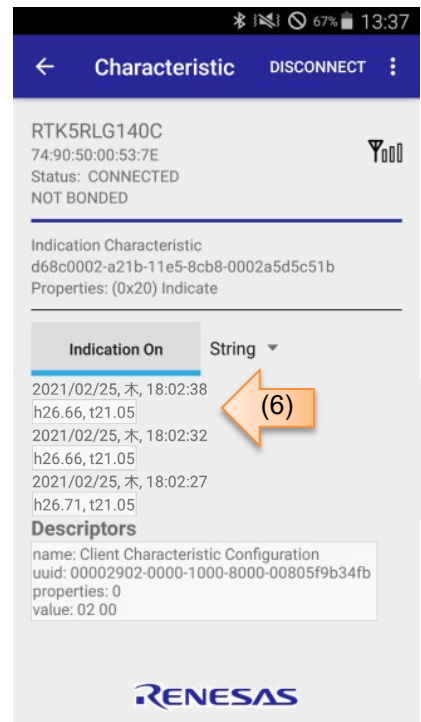 67% 13:37
Characteristic DISCONNECT
RTK5RLG140C
74:90:50:00:53:7E
Status: CONNECTED
NOT BONDED
Indication Characteristic
d68c0002-a21b-11e5-8cb8-0002a5d5c51b
Properties: (0x20) Indicate
Indication On String
2021/02/25, 木, 18:02:38
h26.66, t21.05
(6)
2021/02/25, 木, 18:02:32
h26.66, t21.05
2021/02/25, 木, 18:02:27
h26.71, t21.05
Descriptors
name: Client Characteristic Configuration
uuid: 00002902-0000-1000-8000-00805f9b34fb
properties: 0
value: 02 00
RENESAS